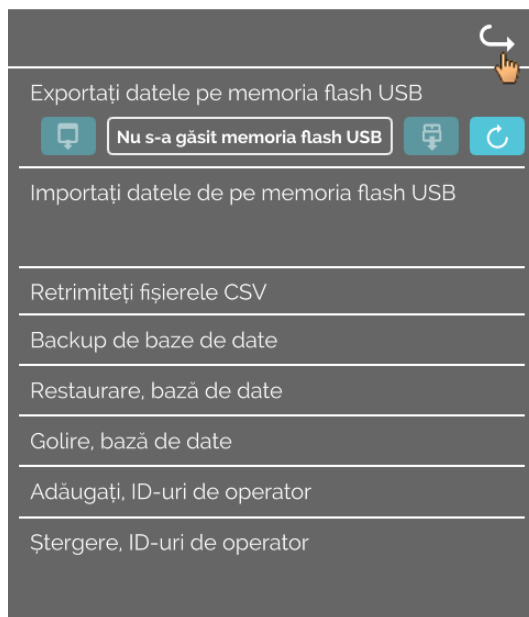 Exportați datele pe memoria flash USB
Nu s-a găsit memoria flash USB
Importați datele de pe memoria flash USB
Retrimiteți fișierele CSV
Backup de baze de date
Restaurare, bază de date
Golire, bază de date
Adăugați, ID-uri de operator
Ștergere, ID-uri de operator